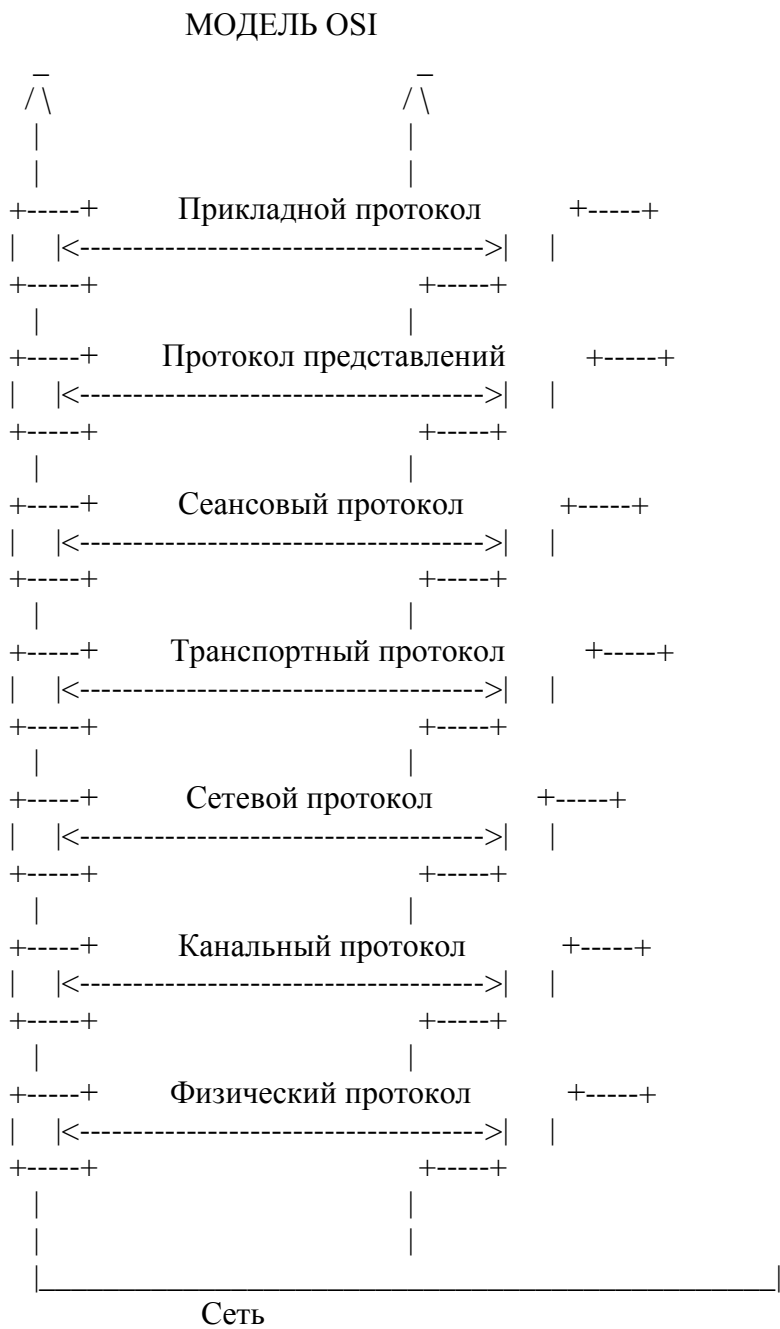 МОДЕЛЬ OSI
Прикладной протокол
Протокол представлений
Сеансовый протокол
Транспортный протокол
Сетевой протокол
Канальный протокол
Физический протокол
Сеть